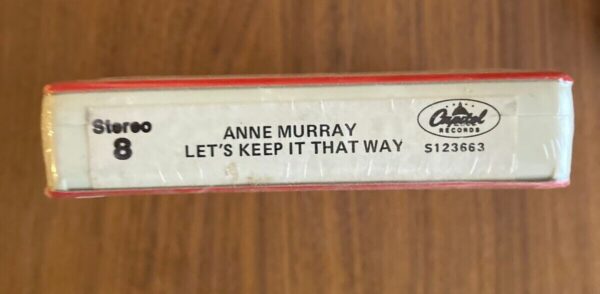 Stereo
8
ANNE MURRAY
LET'S KEEP IT THAT WAY
Capitol
RECORDS
S123663